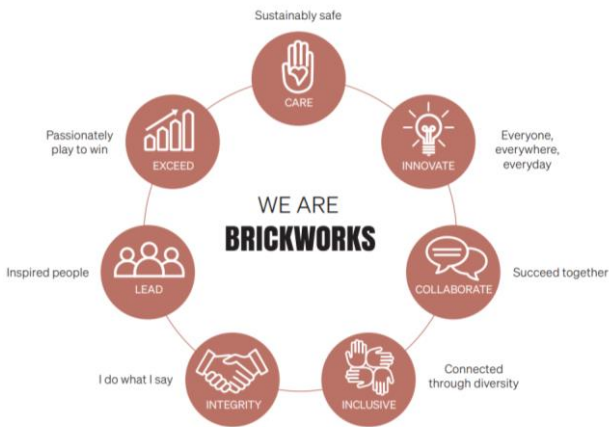 Sustainably safe
CARE
Everyone,
everywhere,
everyday
INNOVATE
Succeed together
COLLABORATE
Connected
through diversity
INCLUSIVE
I do what I say
INTEGRITY
Inspired people
LEAD
Passionately
play to win
EXCEED
WE ARE
BRICKWORKS